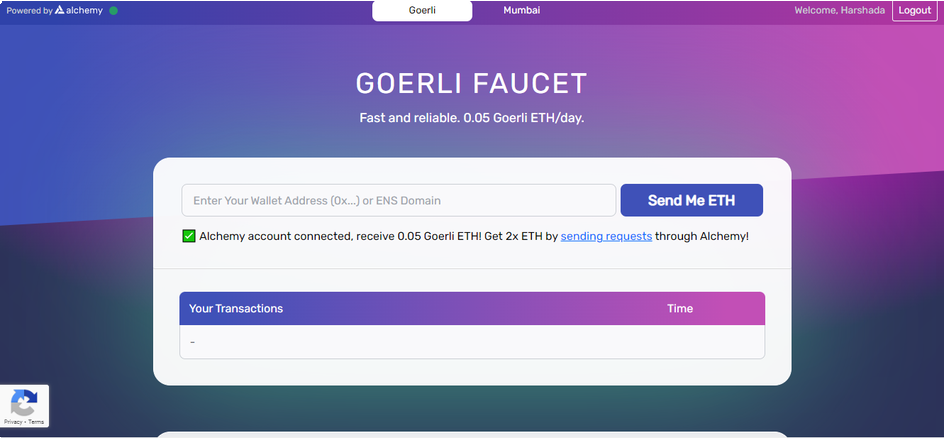 Powered by alchemy
Goerli
Mumbai
Welcome, Harshada
Logout
GOERLI FAUCET
Fast and reliable. 0.05 Goerli ETH/day.
Enter Your Wallet Address (0x...) or ENS Domain
Send Me ETH
Alchemy account connected, receive 0.05 Goerli ETH! Get 2x ETH by sending requests through Alchemy!
Your Transactions
Time
-
Privacy - Terms